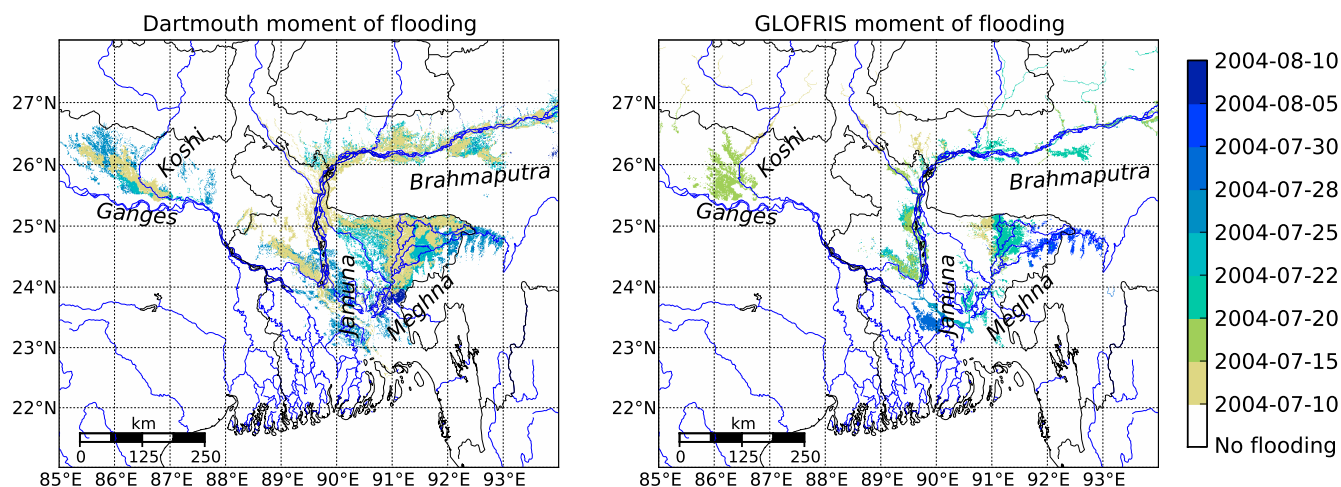 Dartmouth moment of flooding
27°N
26°N
25°N
24°N
23°N
22°N
Koshi
Ganges
Brahmaputra
Jamuna
Meghna
km
0 125 250
85°E 86°E 87°E 88°E 89°E 90°E 91°E 92°E 93°E
GLOFRIS moment of flooding
27°N
26°N
25°N
24°N
23°N
22°N
Koshi
Ganges
Brahmaputra
Jamuna
Meghna
km
0 125 250
85°E 86°E 87°E 88°E 89°E 90°E 91°E 92°E 93°E
2004-08-10
2004-08-05
2004-07-30
2004-07-28
2004-07-25
2004-07-22
2004-07-20
2004-07-15
2004-07-10
No flooding